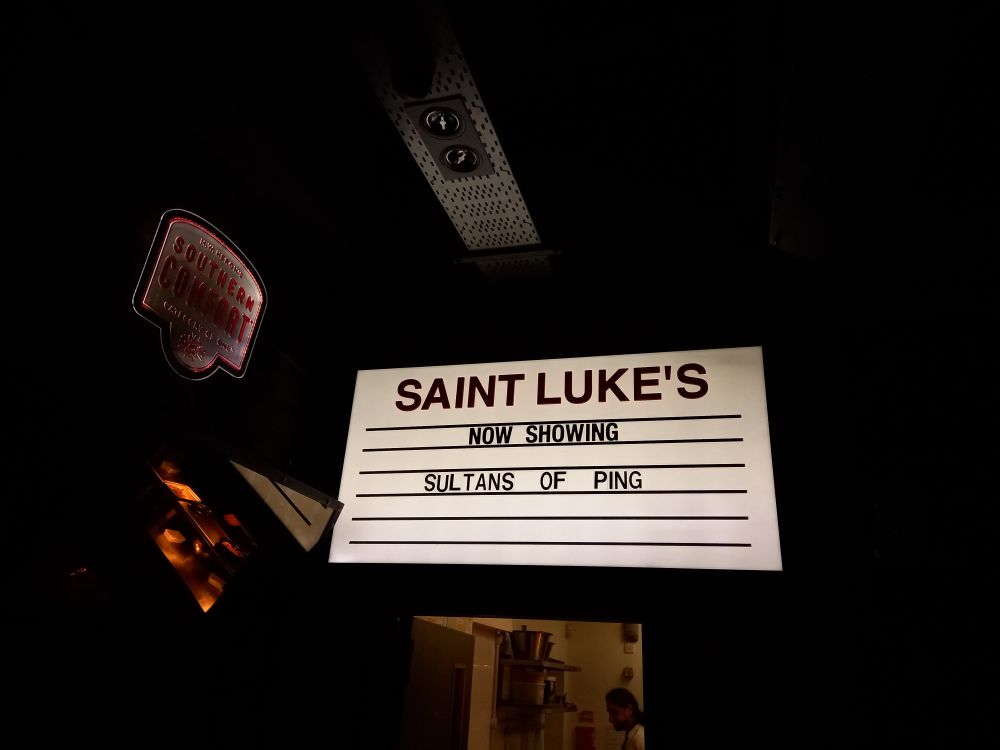 SOUTHERN
COMFORT
SAINT LUKE'S
NOW SHOWING
SULTANS OF PING